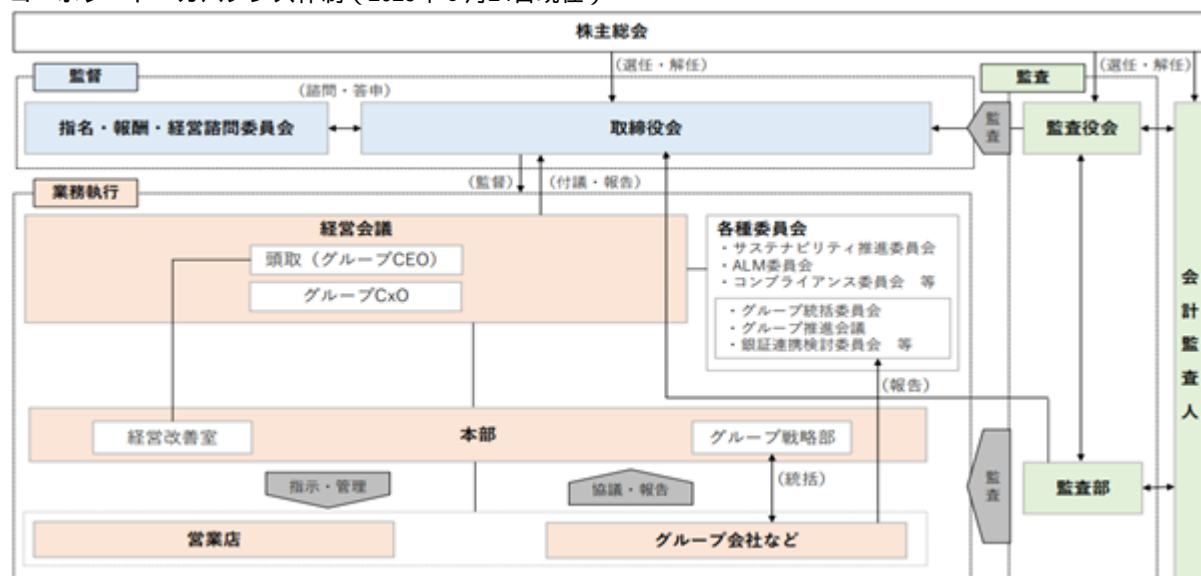 株主総会
監督
(選任・解任)
監査
(選任・解任)
(諮問・答申)
指名・報酬・経営諮問委員会
取締役会
監査
監査役会
業務執行
(監督)
(付議・報告)
経営会議
頭取(グループCEO)
グループCxO
各種委員会
・サステナビリティ推進委員会
・ALM委員会
・コンプライアンス委員会 等
・グループ統括委員会
・グループ推進会議
・銀証連携検討委員会 等
会計監査人
(報告)
経営改善室
本部
グループ戦略部
指示・管理
協議・報告
(統括)
監査
監査部
営業店
グループ会社など